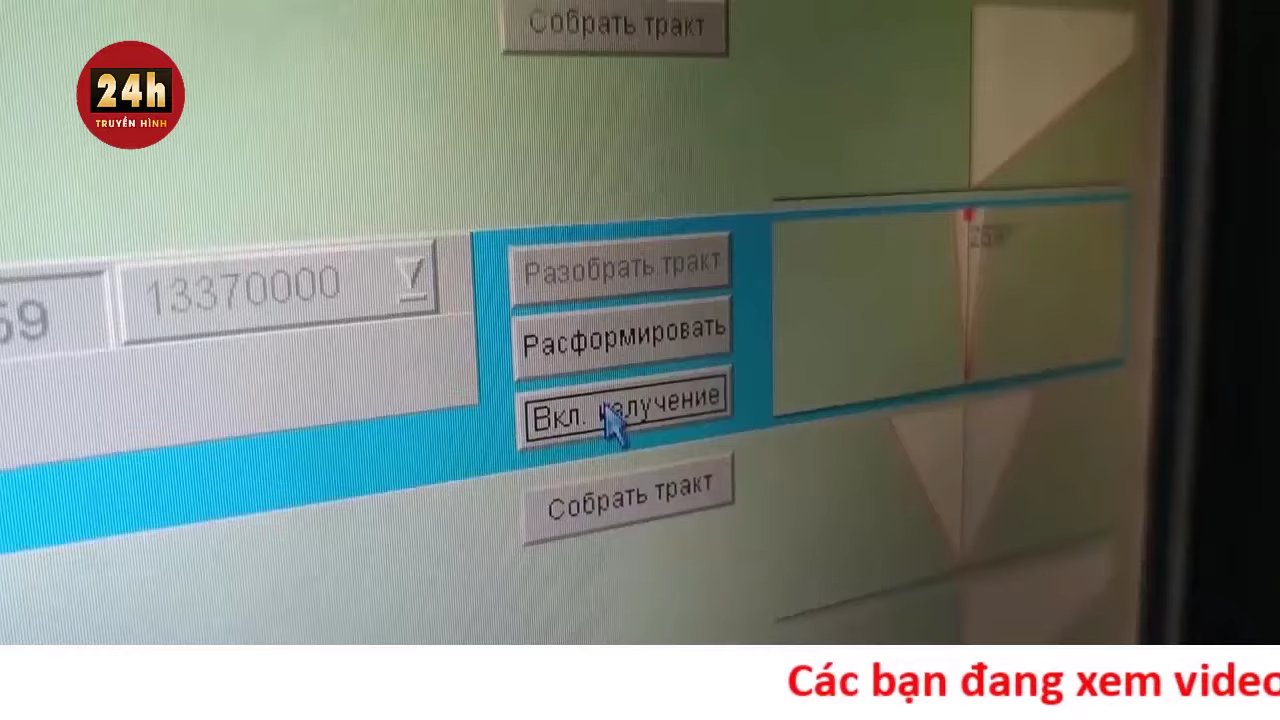 Собрать тракт
24h
TRUYỀN HÌNH
259°
59
13370000
Разобрать тракт
Расформировать
Вкл. излучение
Собрать тракт
Các bạn đang xem video